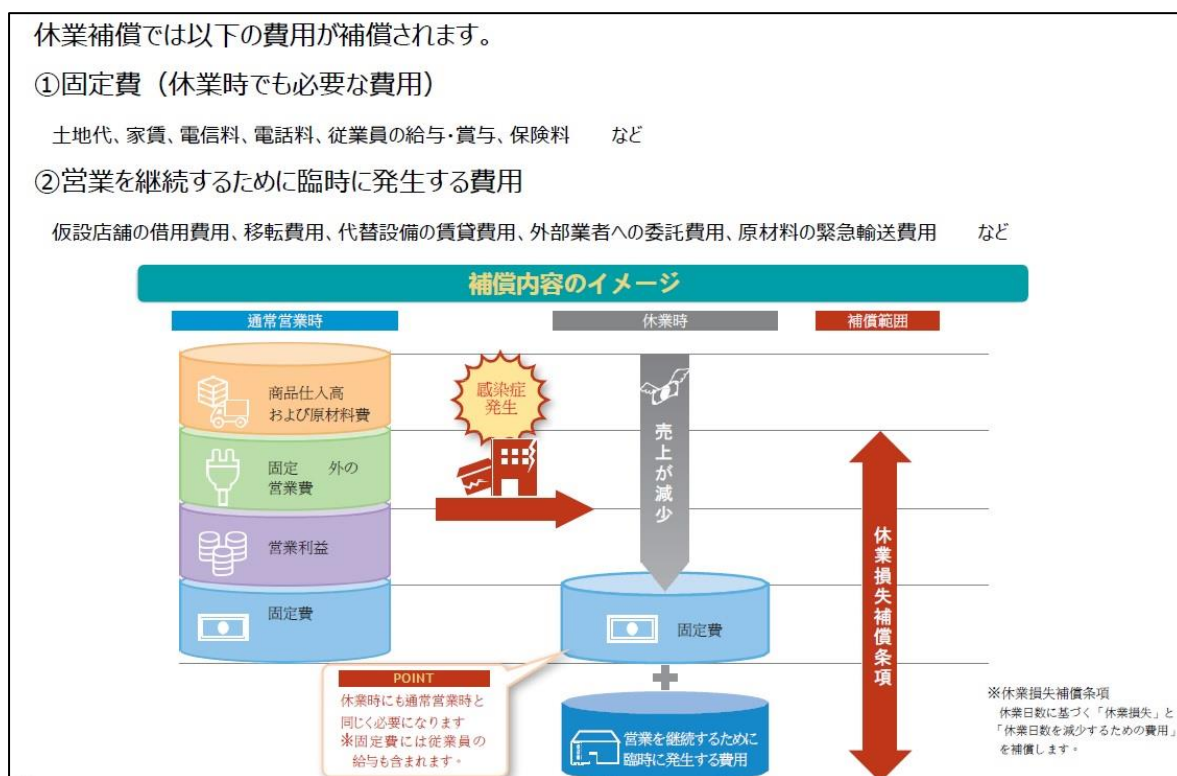 休業補償では以下の費用が補償されます。
①固定費（休業時でも必要な費用）
土地代、家賃、電信料、電話料、従業員の給与・賞与、保険料　　など
②営業を継続するために臨時に発生する費用
仮設店舗の借用費用、移転費用、代替設備の賃貸費用、外部業者への委託費用、原材料の緊急輸送費用　　など
補償内容のイメージ
通常営業時
休業時
補償範囲
商品仕入高
および原材料費
感染症
発生
売上が減少
固定　外の
営業費
営業利益
固定費
固定費
休業損失補償条項
POINT
休業時にも通常営業時と
同じく必要になります
※固定費には従業員の
給与も含まれます。
＋
営業を継続するために
臨時に発生する費用
※休業損失補償条項
休業日数に基づく「休業損失」と
「休業日数を減少するための費用」
を補償します。